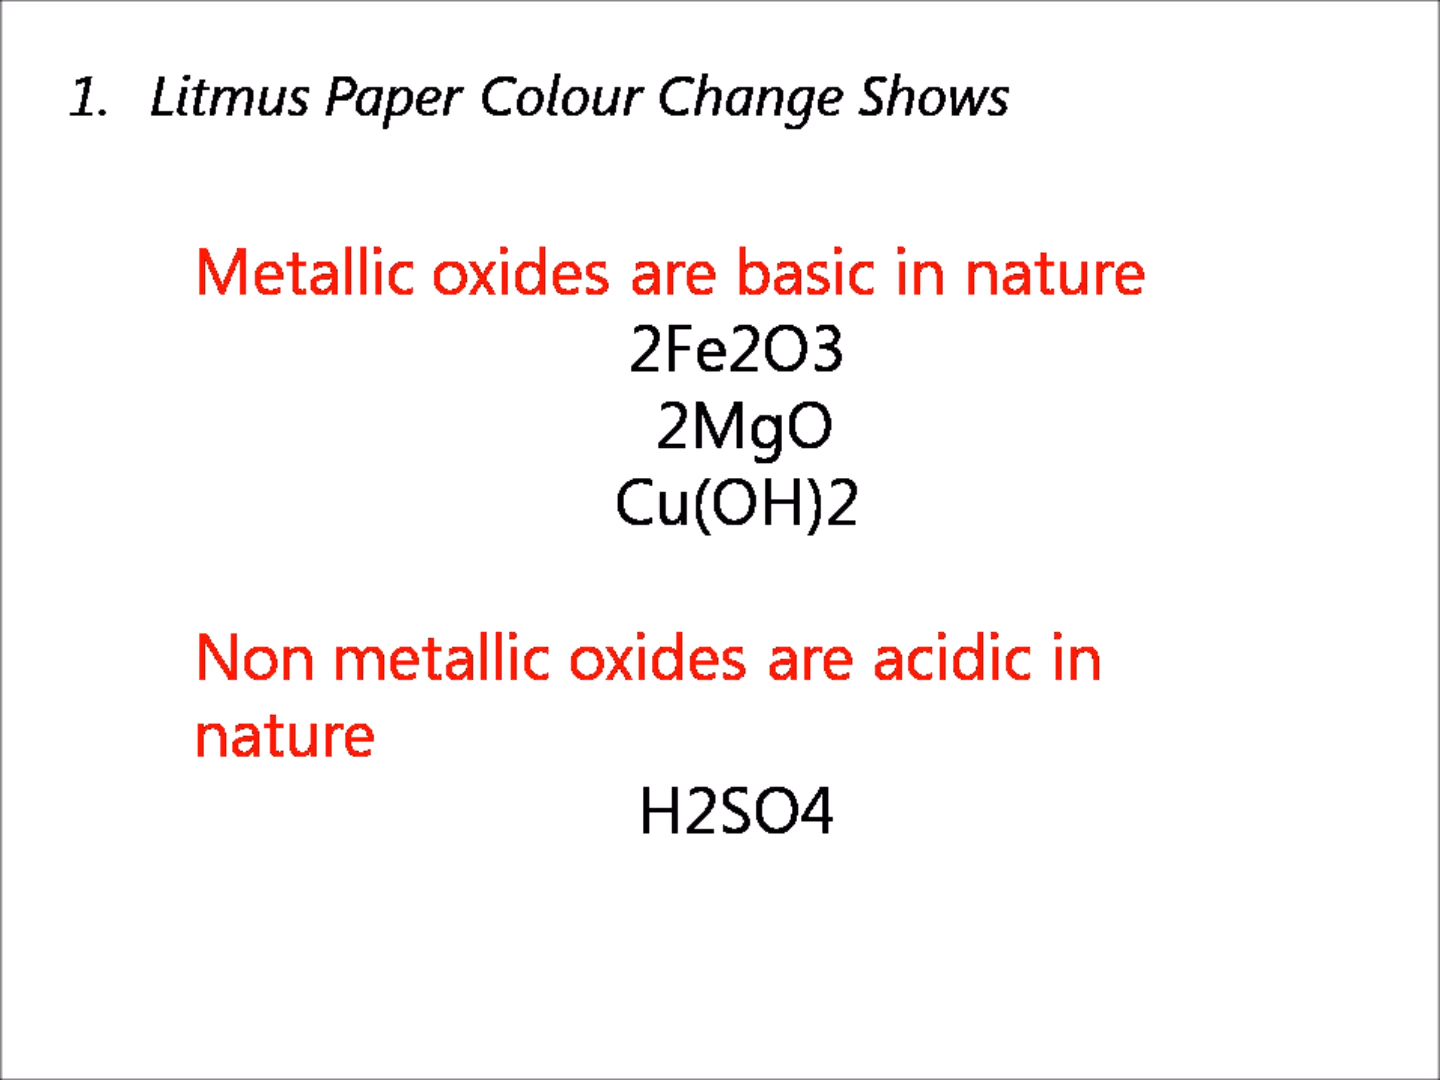 1. Litmus Paper Colour Change Shows
Metallic oxides are basic in nature
2Fe2O3
2MgO
Cu(OH)2
Non metallic oxides are acidic in
nature
H2SO4